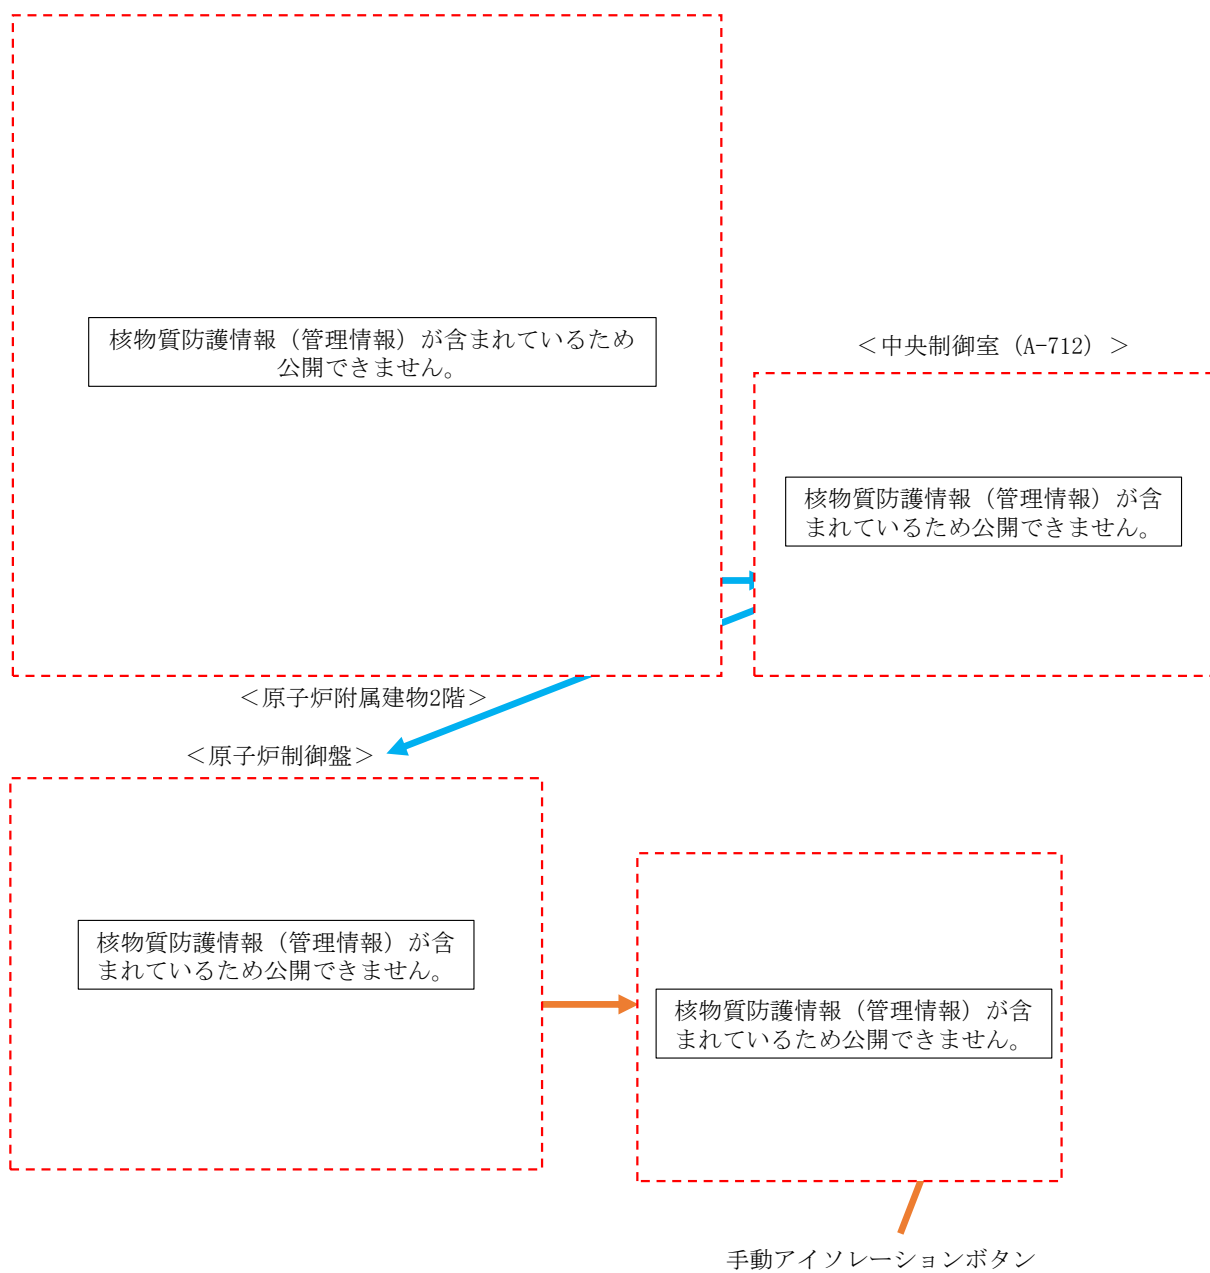 核物質防護情報（管理情報）が含まれているため
公開できません。
＜中央制御室（A-712）＞
核物質防護情報（管理情報）が含
まれているため公開できません。
＜原子炉附属建物2階＞
＜原子炉制御盤＞
核物質防護情報（管理情報）が含
まれているため公開できません。
核物質防護情報（管理情報）が含
まれているため公開できません。
手動アイソレーションボタン